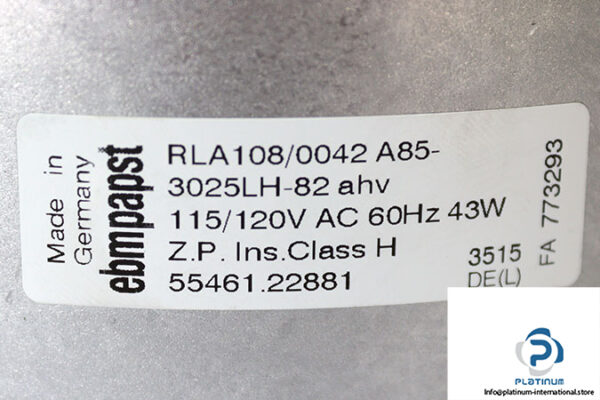 Made in
Germany
ebmpapst
RLA108/0042 A85-
3025LH-82 ahv
115/120V AC 60Hz 43W
Z.P. Ins.Class H
55461.22881
3515
DE(L)
FA 773293
PLATINUM
Info@platinum-international.store